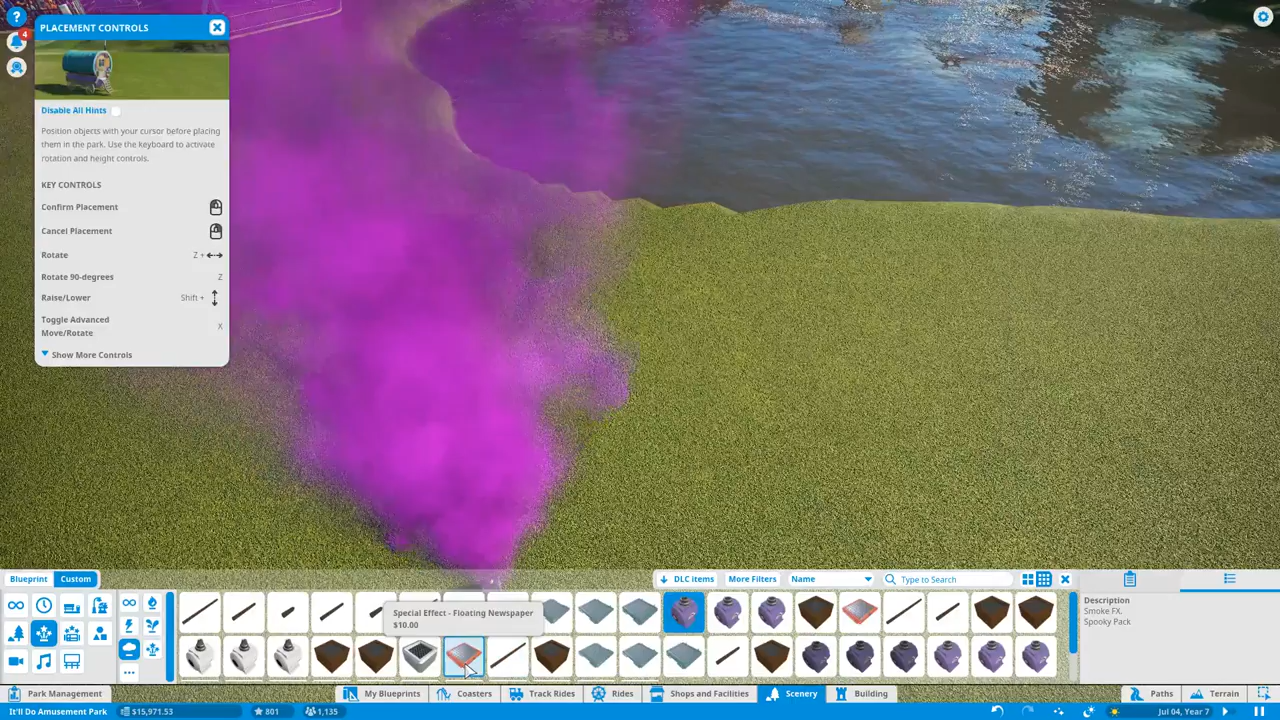 ?
4
PLACEMENT CONTROLS
Disable All Hints
Position objects with your cursor before placing
them in the park. Use the keyboard to activate
rotation and height controls.
KEY CONTROLS
Confirm Placement
Cancel Placement
Rotate Z +
Rotate 90-degrees Z
Raise/Lower Shift +
Toggle Advanced
Move/Rotate X
Show More Controls
Blueprint Custom DLC items More Filters Name Type to Search
Special Effect - Floating Newspaper
$10.00
Description
Smoke FX.
Spooky Pack
Park Management My Blueprints Coasters Track Rides Rides Shops and Facilities Scenery Building Paths Terrain
It'll Do Amusement Park $15,971.53 801 1,135 Jul 04, Year 7